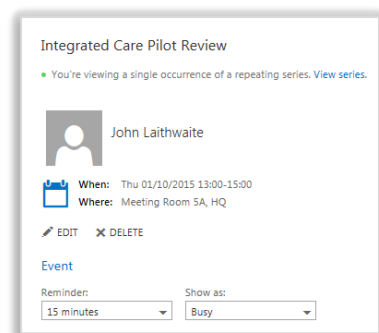 Integrated Care Pilot Review
You're viewing a single occurrence of a repeating series. View series.
John Laithwaite
When: Thu 01/10/2015 13:00-15:00
Where: Meeting Room 5A, HQ
EDIT DELETE
Event
Reminder: Show as:
15 minutes Busy